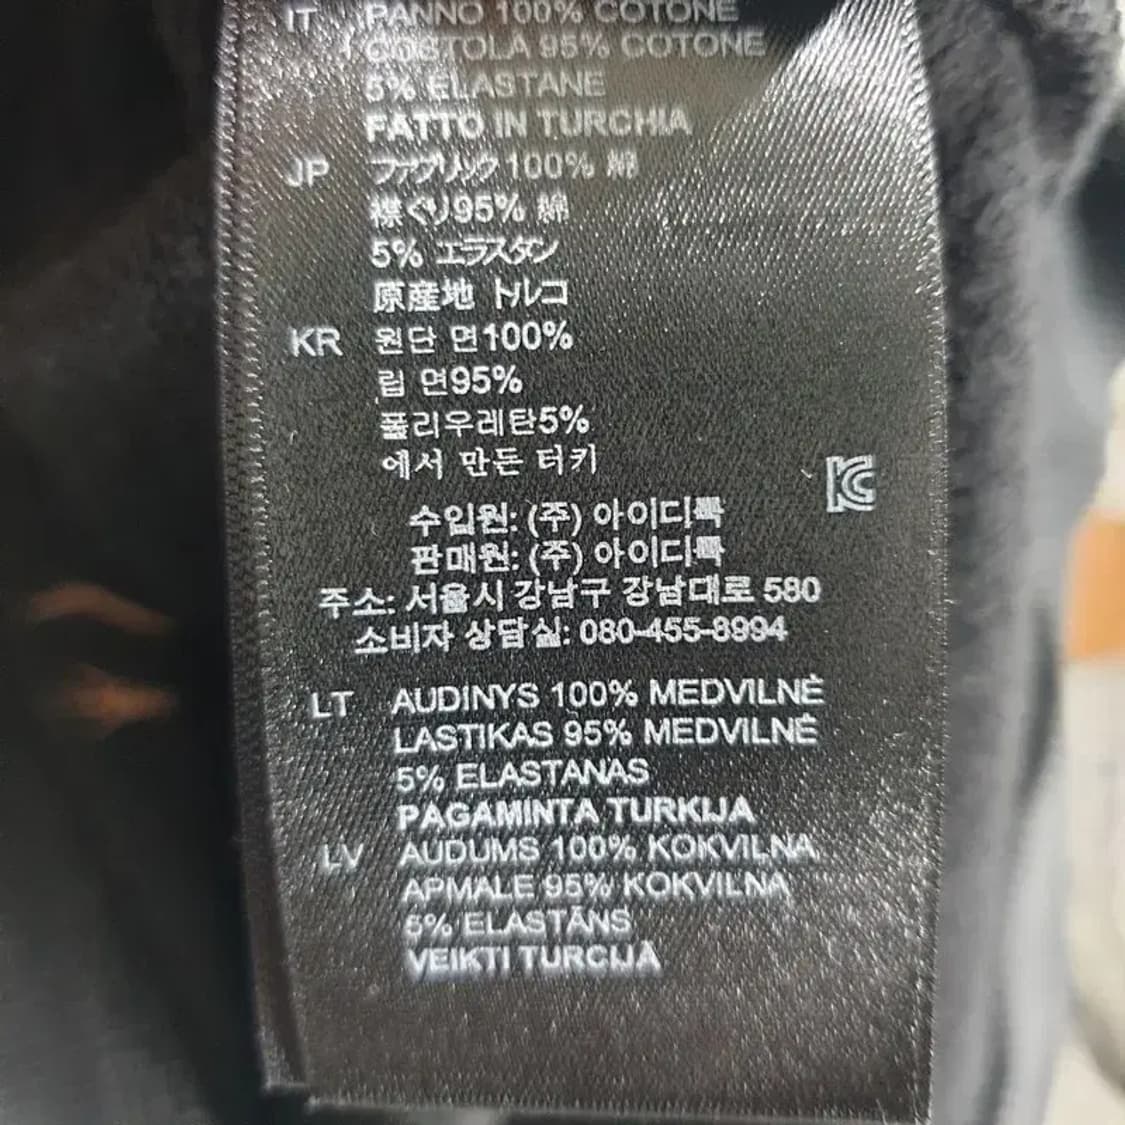 IT PANNO 100% COTONE
COSTOLA 95% COTONE
5% ELASTANE
FATTO IN TURCHIA
JP ファブリック 100% 綿
襟ぐり95% 綿
5% エラスタン
原産地 トルコ
KR 원단 면100%
립 면95%
폴리우레탄5%
에서 만든 터키
수입원: (주) 아이디룩
판매원: (주) 아이디룩
주소: 서울시 강남구 강남대로 580
소비자 상담실: 080-455-8994
LT AUDINYS 100% MEDVILNĖ
LASTIKAS 95% MEDVILNĖ
5% ELASTANAS
PAGAMINTA TURKIJA
LV AUDUMS 100% KOKVILNA
APMALE 95% KOKVILNA
5% ELASTĀNS
VEIKTI TURCIJA